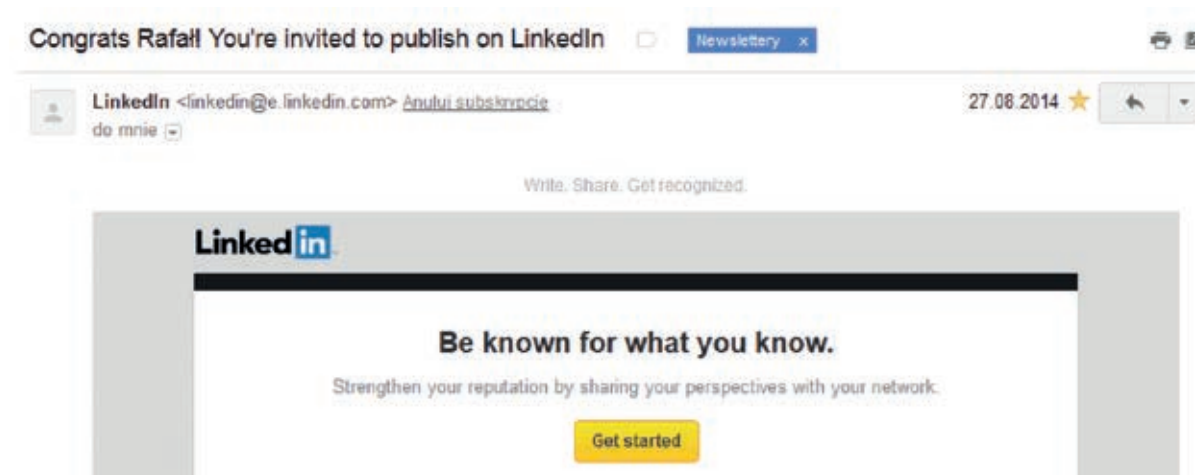 Congrats Rafał! You're invited to publish on LinkedIn Newslettery x
LinkedIn <linkedin@e.linkedin.com> Anuluj subskrypcję 27.08.2014
do mnie
Write. Share. Get recognized.
Linked in
Be known for what you know.
Strengthen your reputation by sharing your perspectives with your network.
Get started